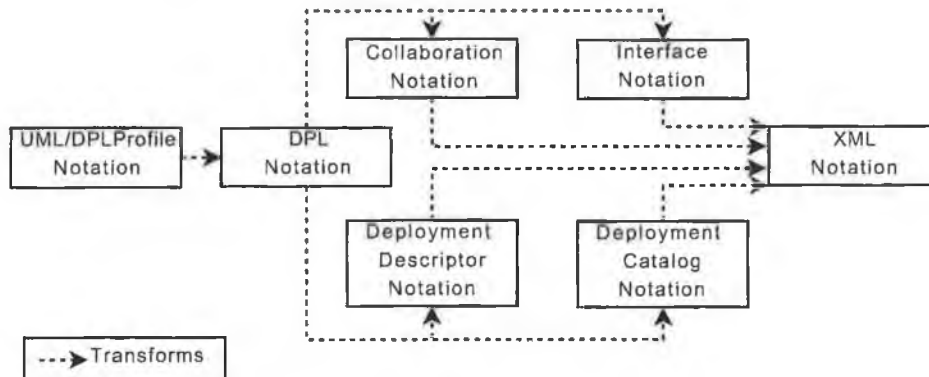 Collaboration
Notation
Interface
Notation
UML/DPLProfile
Notation
DPL
Notation
XML
Notation
Deployment
Descriptor
Notation
Deployment
Catalog
Notation
Transforms